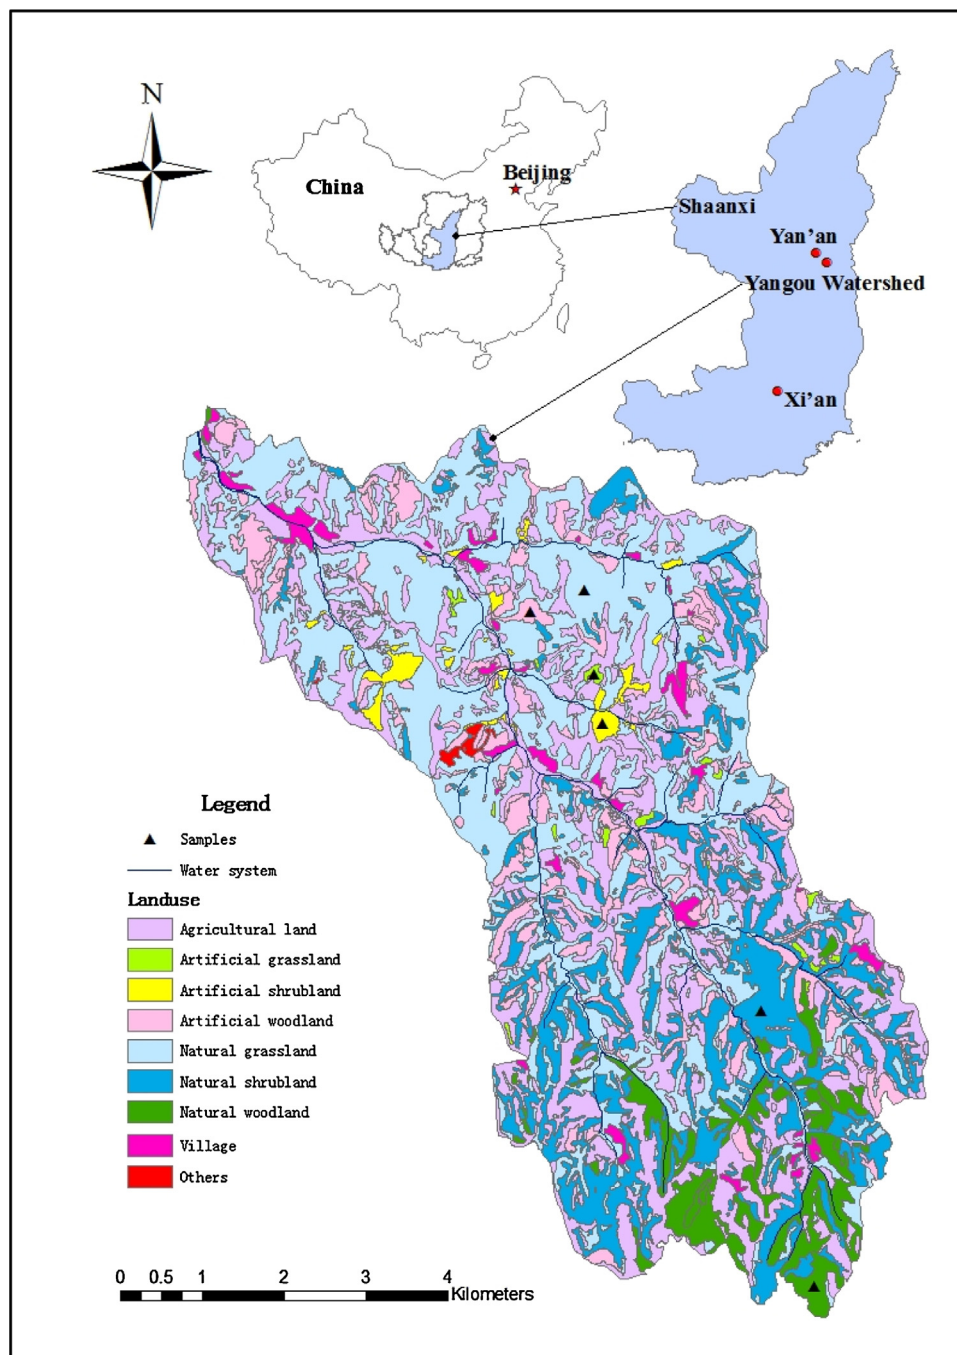 N
China
Beijing
Shaanxi
Yan’an
Yangou Watershed
Xi’an
Legend
Samples
Water system
Landuse
Agricultural land
Artificial grassland
Artificial shrubland
Artificial woodland
Natural grassland
Natural shrubland
Natural woodland
Village
Others
0 0.5 1 2 3 4
Kilometers